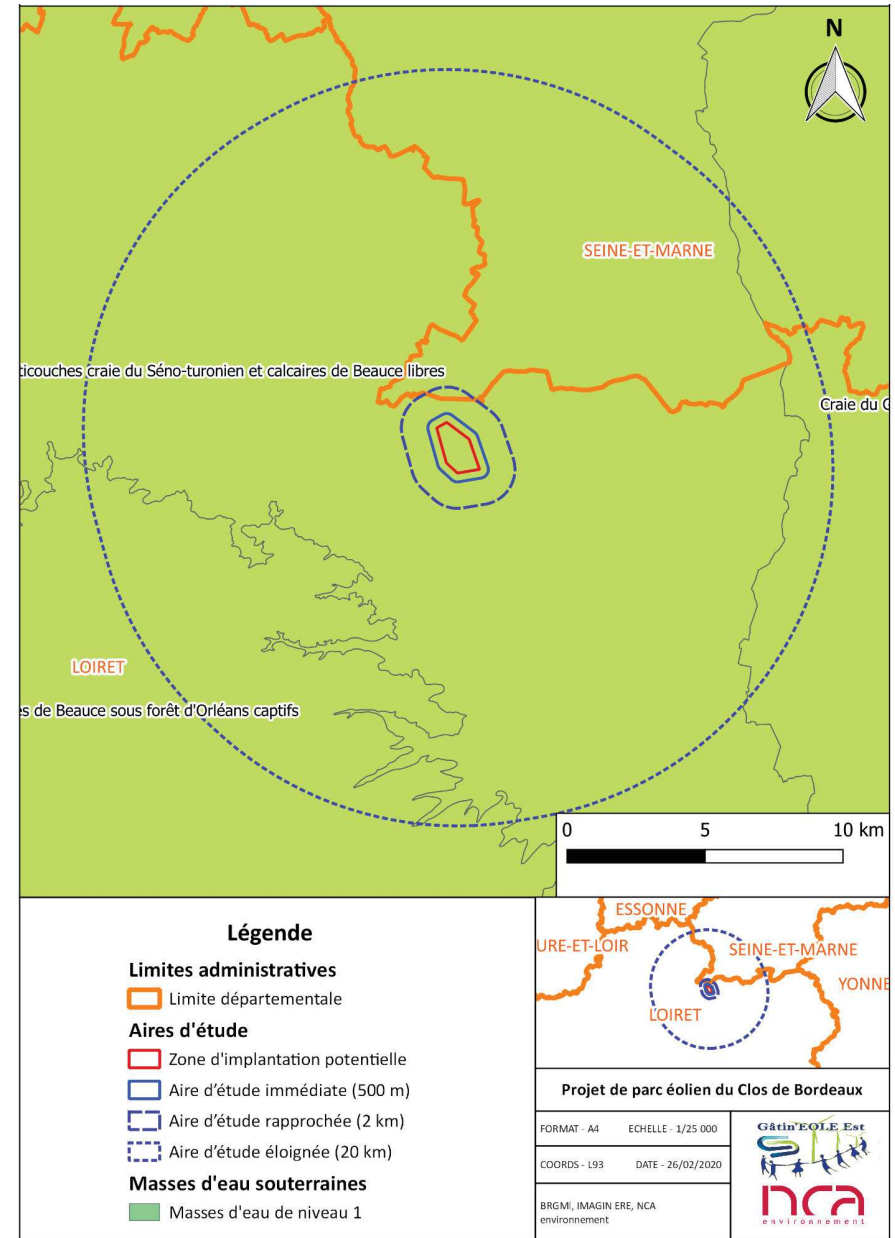 N
SEINE-ET-MARNE
ticouches craie du Séno-turonien et calcaires de Beauce libres
Craie du G
LOIRET
es de Beauce sous forêt d'Orléans captifs
0 5 10 km
Légende
Limites administratives
Limite départementale
Aires d'étude
Zone d'implantation potentielle
Aire d'étude immédiate (500 m)
Aire d'étude rapprochée (2 km)
Aire d'étude éloignée (20 km)
Masses d'eau souterraines
Masses d'eau de niveau 1
ESSONNE
URE-ET-LOIR
SEINE-ET-MARNE
YONNE
LOIRET
Projet de parc éolien du Clos de Bordeaux
FORMAT - A4 ECHELLE - 1/25 000
COORDS - L93 DATE - 26/02/2020
BRGM, IMAGIN ERE, NCA
environnement
Gâtin'EOLE Est
nca
environnement